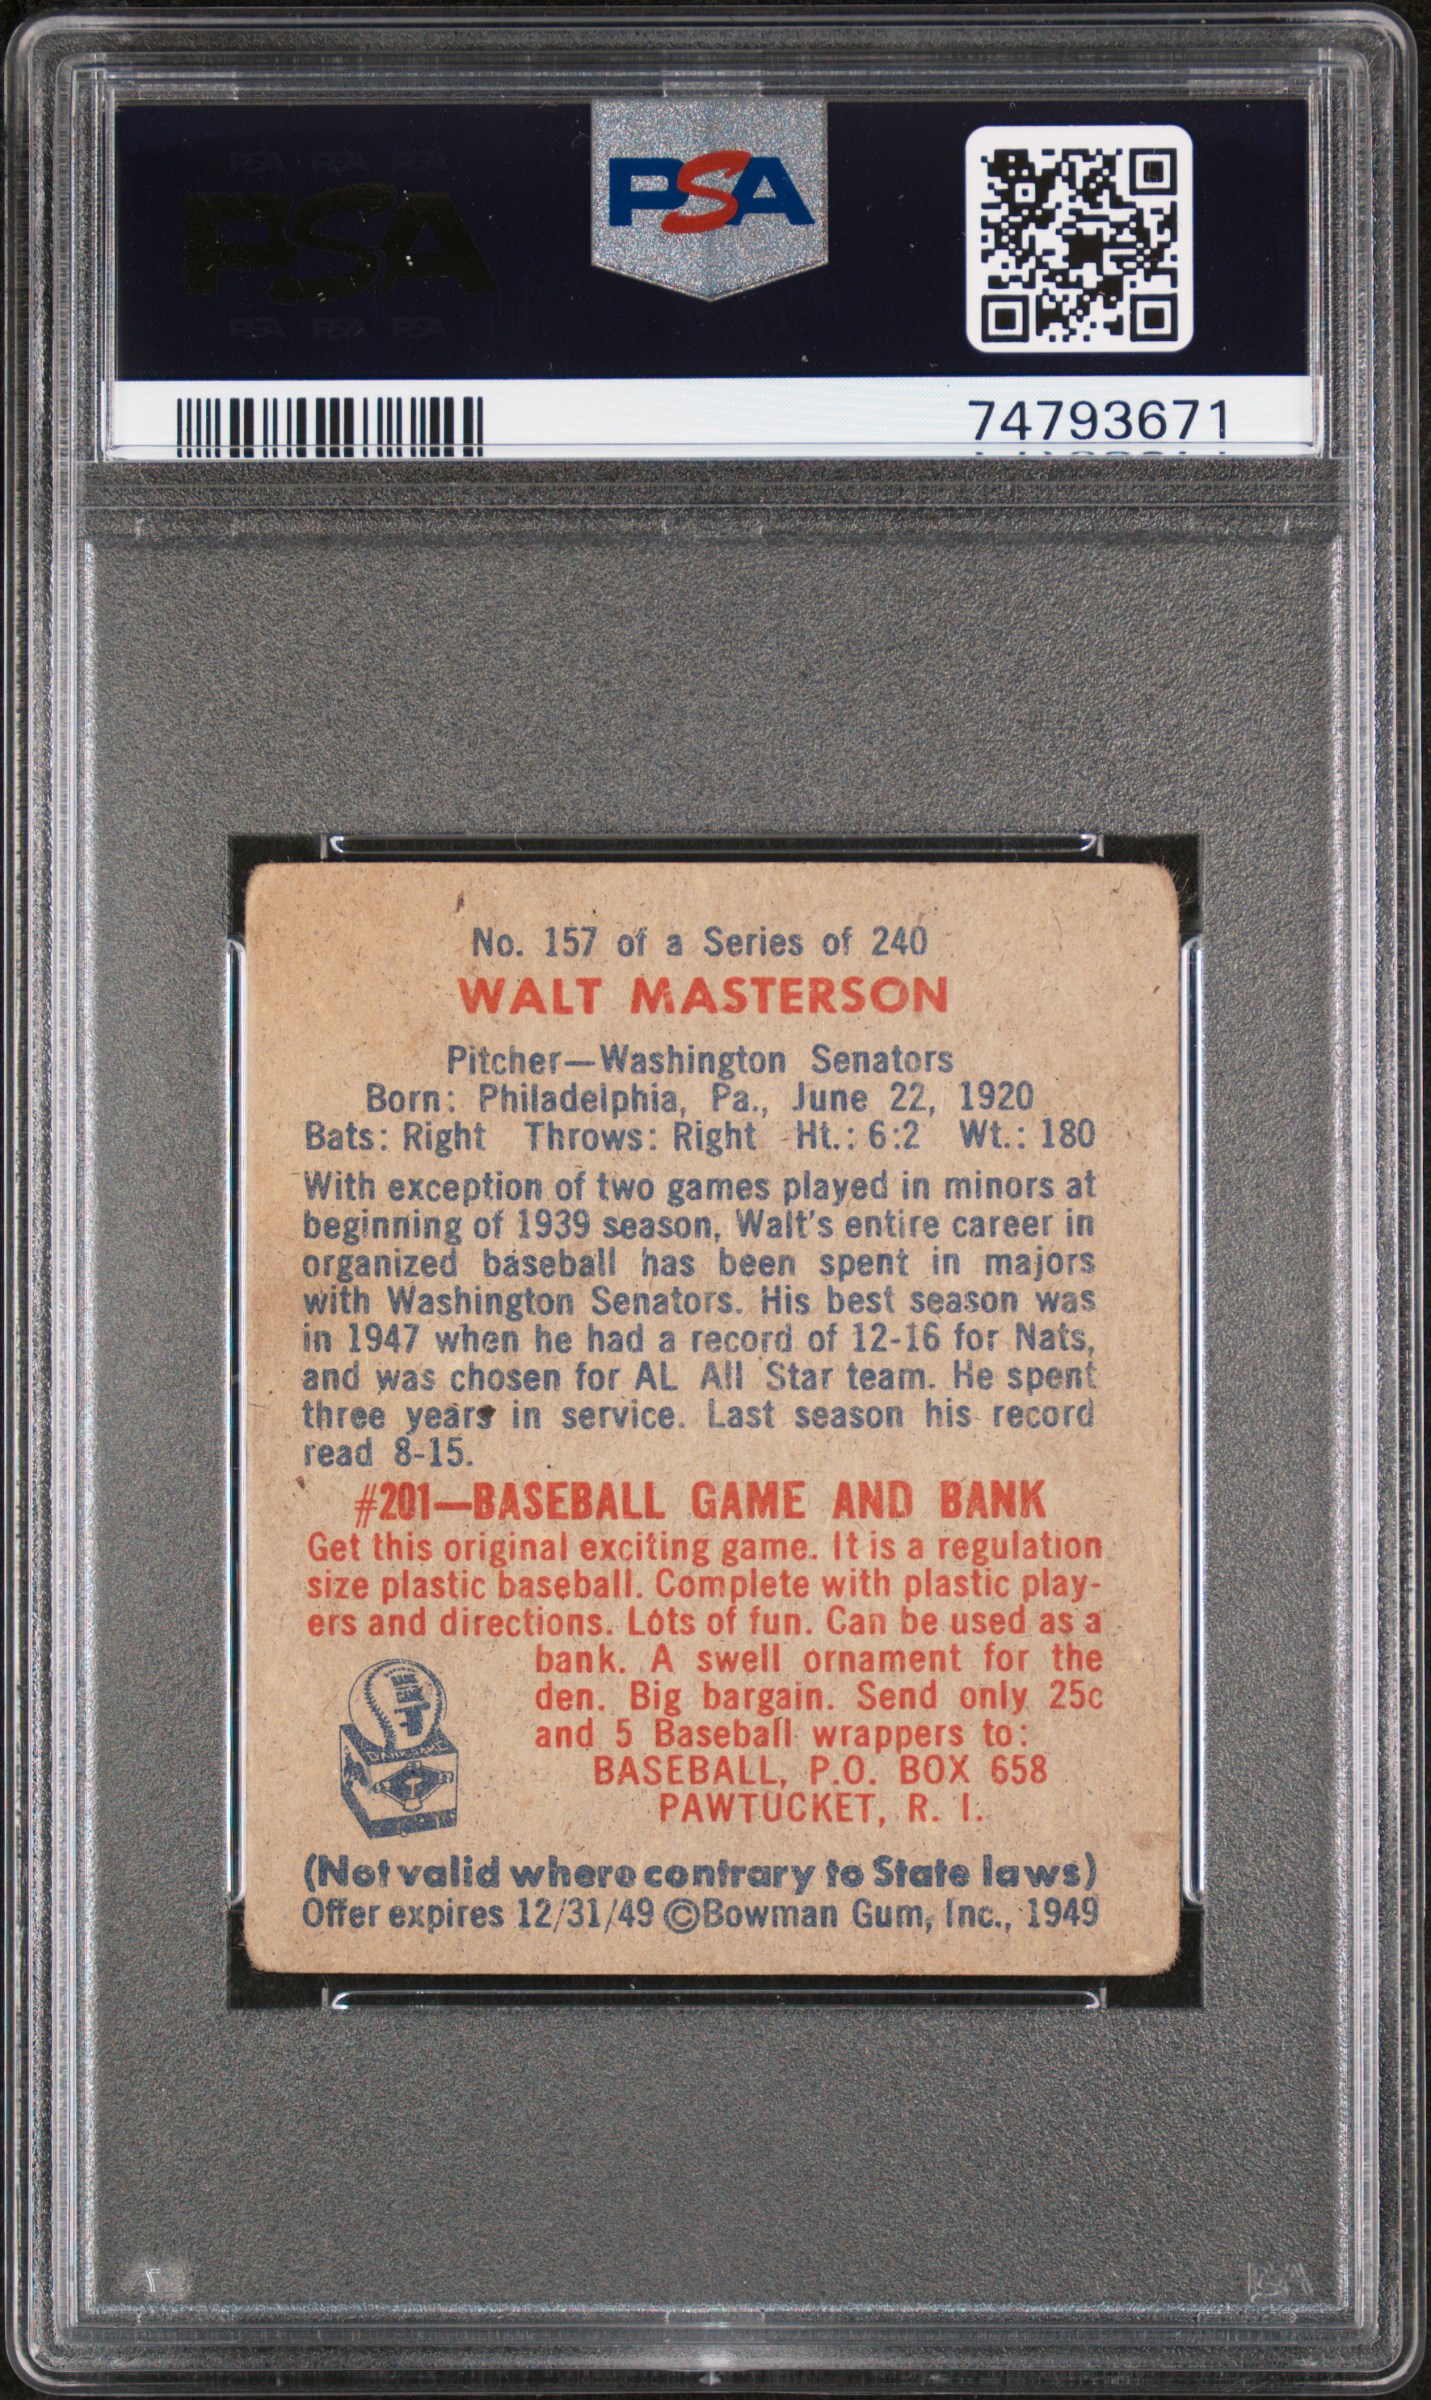 PSA
PSA
74793671
No. 157 of a Series of 240
WALT MASTERSON
Pitcher—Washington Senators
Born: Philadelphia, Pa., June 22, 1920
Bats: Right Throws: Right Ht.: 6:2 Wt.: 180
With exception of two games played in minors at
beginning of 1939 season, Walt's entire career in
organized baseball has been spent in majors
with Washington Senators. His best season was
in 1947 when he had a record of 12-16 for Nats,
and was chosen for AL All Star team. He spent
three years in service. Last season his record
read 8-15.
#201—BASEBALL GAME AND BANK
Get this original exciting game. It is a regulation
size plastic baseball. Complete with plastic play-
ers and directions. Lots of fun. Can be used as a
bank. A swell ornament for the
den. Big bargain. Send only 25c
and 5 Baseball wrappers to:
BASEBALL, P.O. BOX 658
PAWTUCKET, R. I.
(Not valid where contrary to State laws)
Offer expires 12/31/49 ©Bowman Gum, Inc., 1949
PSA